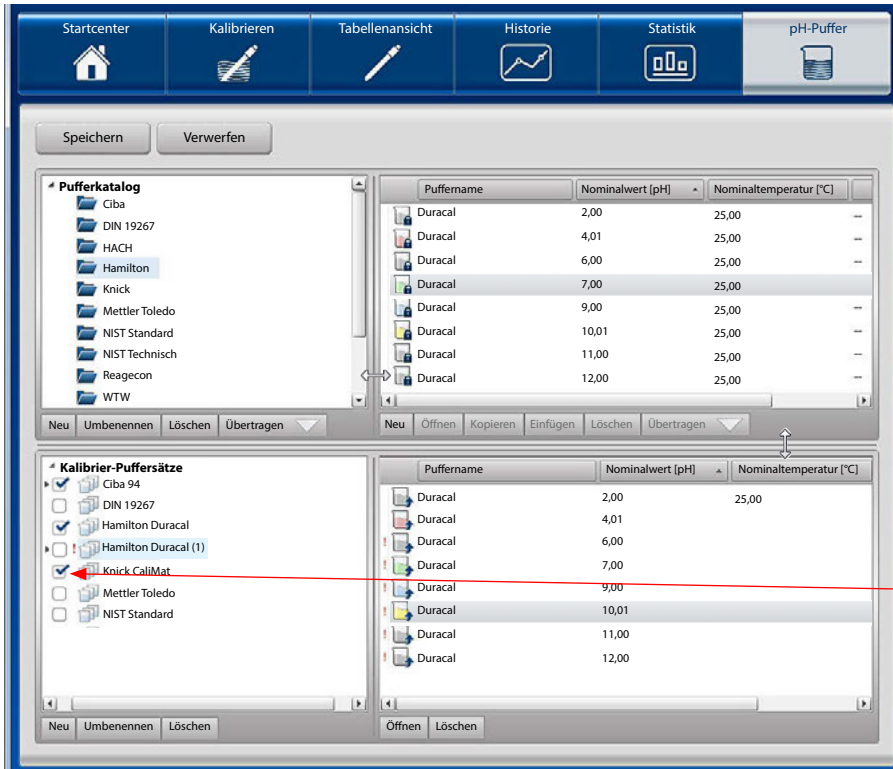 Startcenter Kalibrieren Tabellenansicht Historie Statistik pH-Puffer
Speichern Verwerfen
Pufferkatalog
Ciba
DIN 19267
HACH
Hamilton
Knick
Mettler Toledo
NIST Standard
NIST Technisch
Reagecon
WTW
Neu Umbenennen Löschen Übertragen
Puffername Nominalwert [pH] Nominaltemperatur [°C]
Duracal 2,00 25,00 --
Duracal 4,01 25,00 --
Duracal 6,00 25,00 --
Duracal 7,00 25,00
Duracal 9,00 25,00 --
Duracal 10,01 25,00 --
Duracal 11,00 25,00 --
Duracal 12,00 25,00 --
Neu Öffnen Kopieren Einfügen Löschen Übertragen
Kalibrier-Puffersätze
Ciba 94
DIN 19267
Hamilton Duracal
! Hamilton Duracal (1)
Knick CaliMat
Mettler Toledo
NIST Standard
Neu Umbenennen Löschen
Puffername Nominalwert [pH] Nominaltemperatur [°C]
Duracal 2,00 25,00
Duracal 4,01
! Duracal 6,00
! Duracal 7,00
! Duracal 9,00
! Duracal 10,01
! Duracal 11,00
! Duracal 12,00
Öffnen Löschen